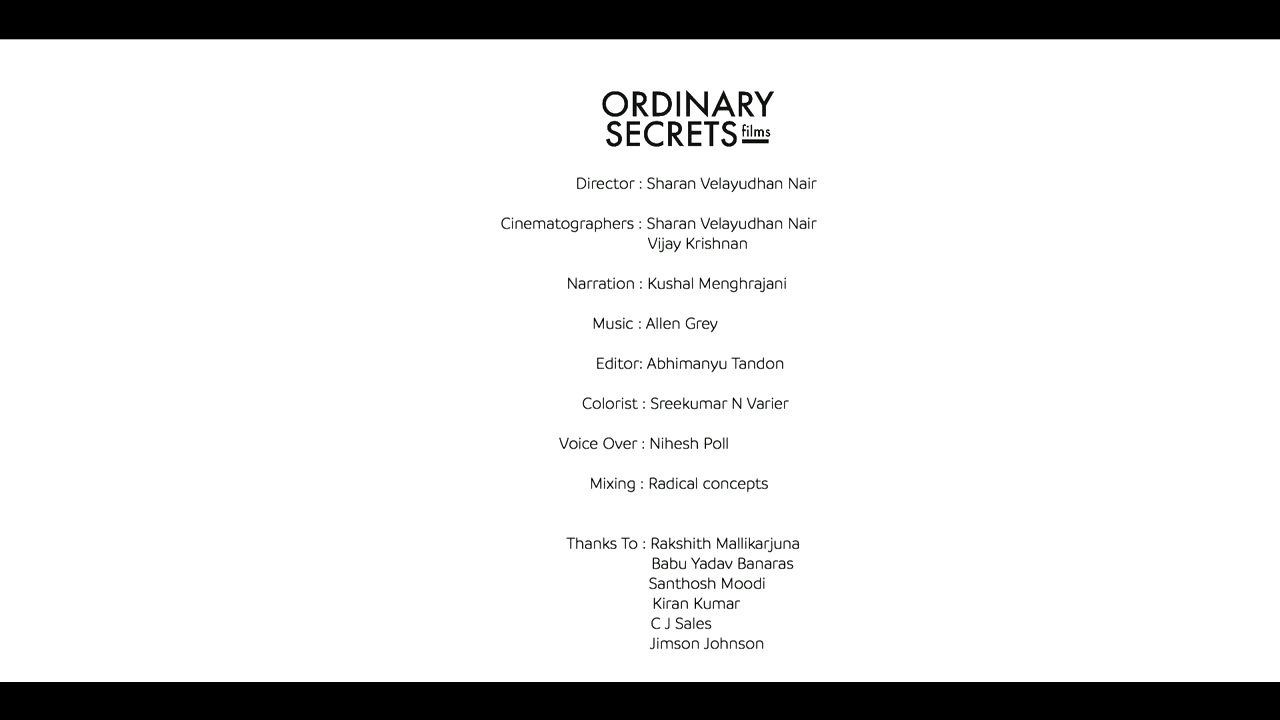 ORDINARY
SECRETS films
Director : Sharan Velayudhan Nair
Cinematographers : Sharan Velayudhan Nair
Vijay Krishnan
Narration : Kushal Menghrajani
Music : Allen Grey
Editor: Abhimanyu Tandon
Colorist : Sreekumar N Varier
Voice Over : Nihesh Poll
Mixing : Radical concepts
Thanks To : Rakshith Mallikarjuna
Babu Yadav Banaras
Santhosh Moodi
Kiran Kumar
C J Sales
Jimson Johnson